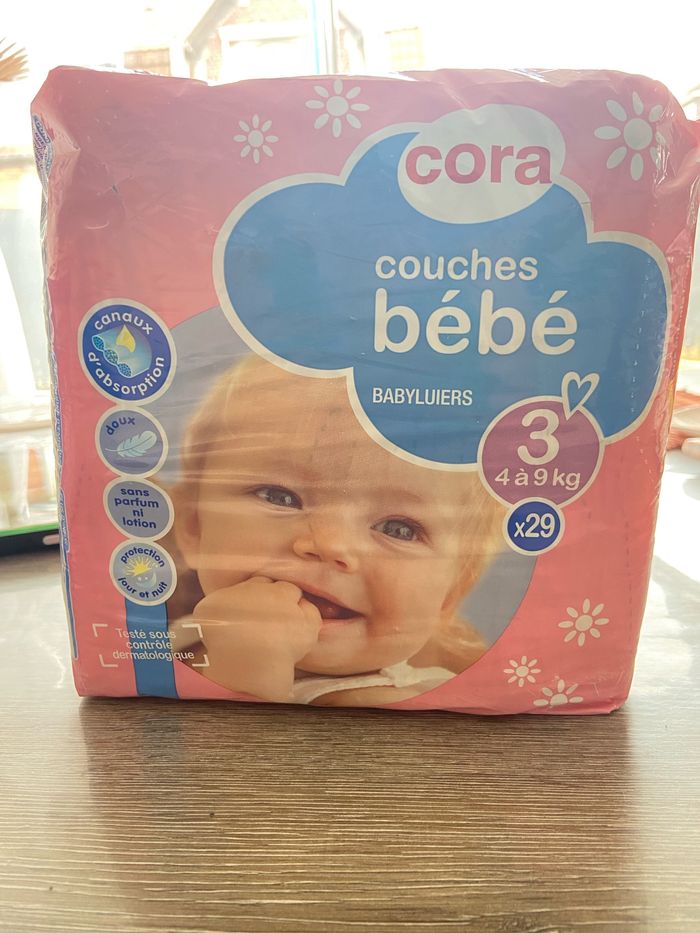 cora
couches
bébé
BABYLUIERS
3
4 à 9 kg
x29
canaux
d'absorption
doux
sans
parfum
ni
lotion
protection
jour et nuit
Testé sous
contrôle
dermatologique